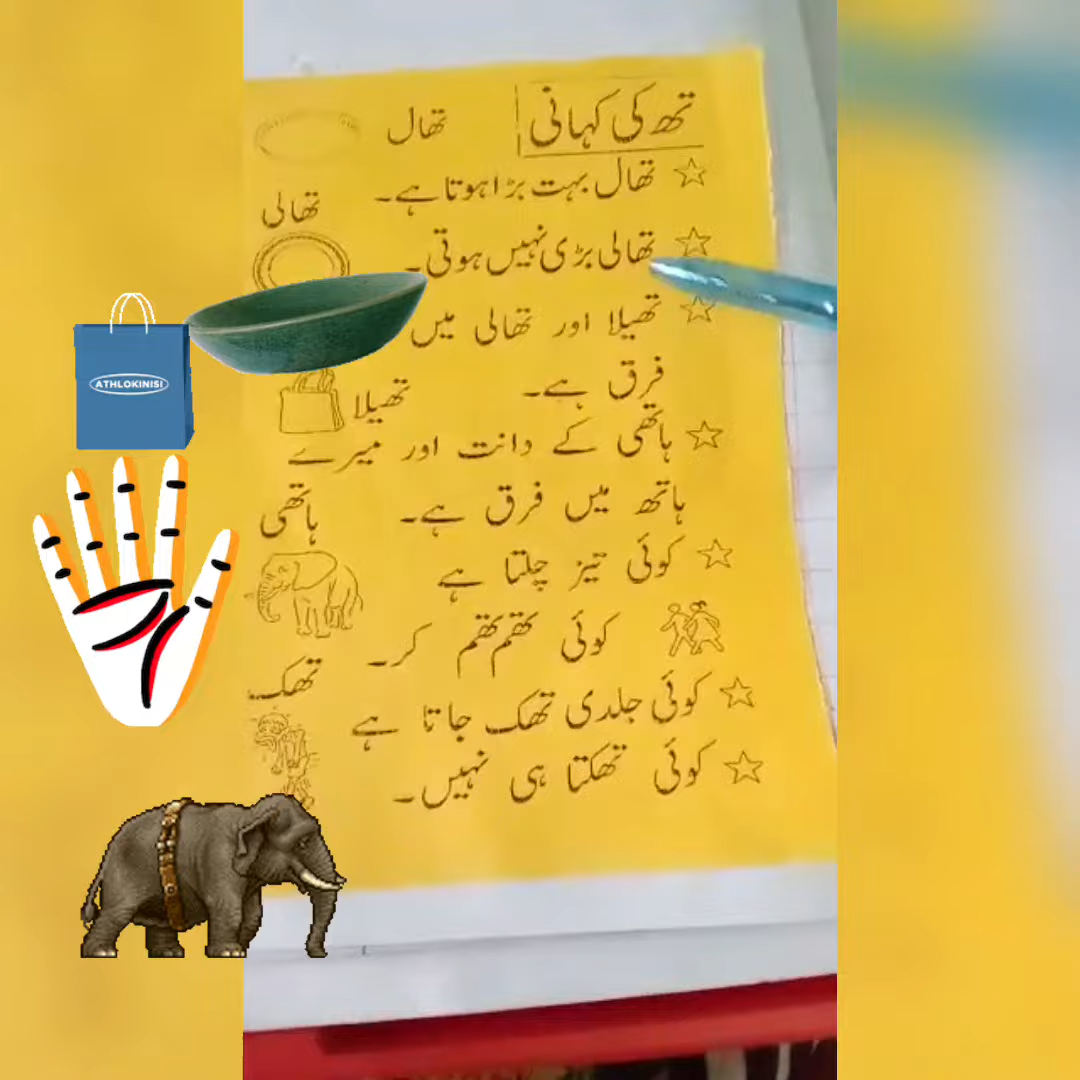 تھ کی کہانی
تھال
تھال بہت بڑا ہوتا ہے۔
تھالی
تھالی بڑی نہیں ہوتی۔
تھیلا اور تھالی میں
فرق ہے۔
تھیلا
ہاتھی کے دانت اور میرے
ہاتھ میں فرق ہے۔
ہاتھی
کوئی تیز چلتا ہے
کوئی تھم تھم کر۔
تھک
کوئی جلدی تھک جاتا ہے
کوئی تھکتا ہی نہیں۔
ATHLOKINISI